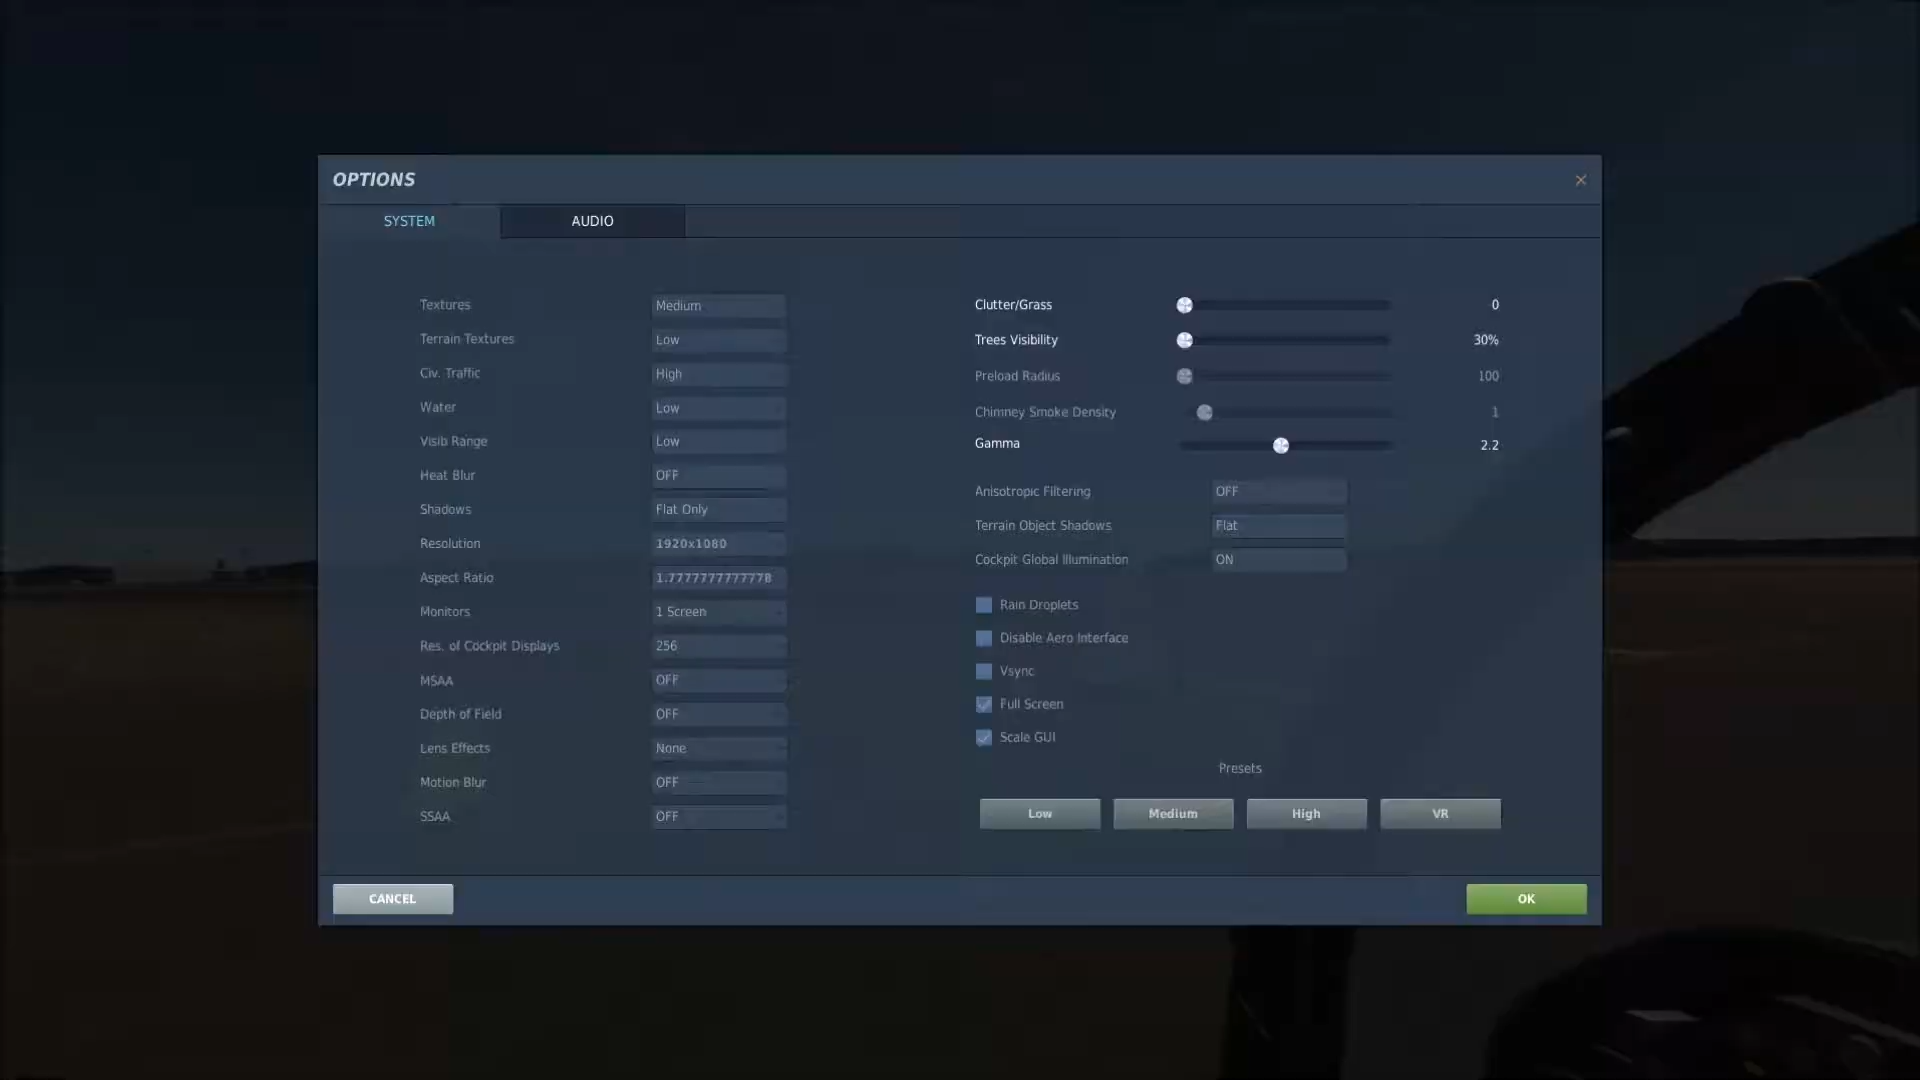 OPTIONS
SYSTEM
AUDIO
Textures Medium
Terrain Textures Low
Civ. Traffic High
Water Low
Visib Range Low
Heat Blur OFF
Shadows Flat Only
Resolution 1920x1080
Aspect Ratio 1.7777777777778
Monitors 1 Screen
Res. of Cockpit Displays 256
MSAA OFF
Depth of Field OFF
Lens Effects None
Motion Blur OFF
SSAA OFF
Clutter/Grass 0
Trees Visibility 30%
Preload Radius 100
Chimney Smoke Density 1
Gamma 2.2
Anisotropic Filtering OFF
Terrain Object Shadows Flat
Cockpit Global Illumination ON
Rain Droplets
Disable Aero Interface
Vsync
Full Screen
Scale GUI
Presets
Low Medium High VR
CANCEL OK